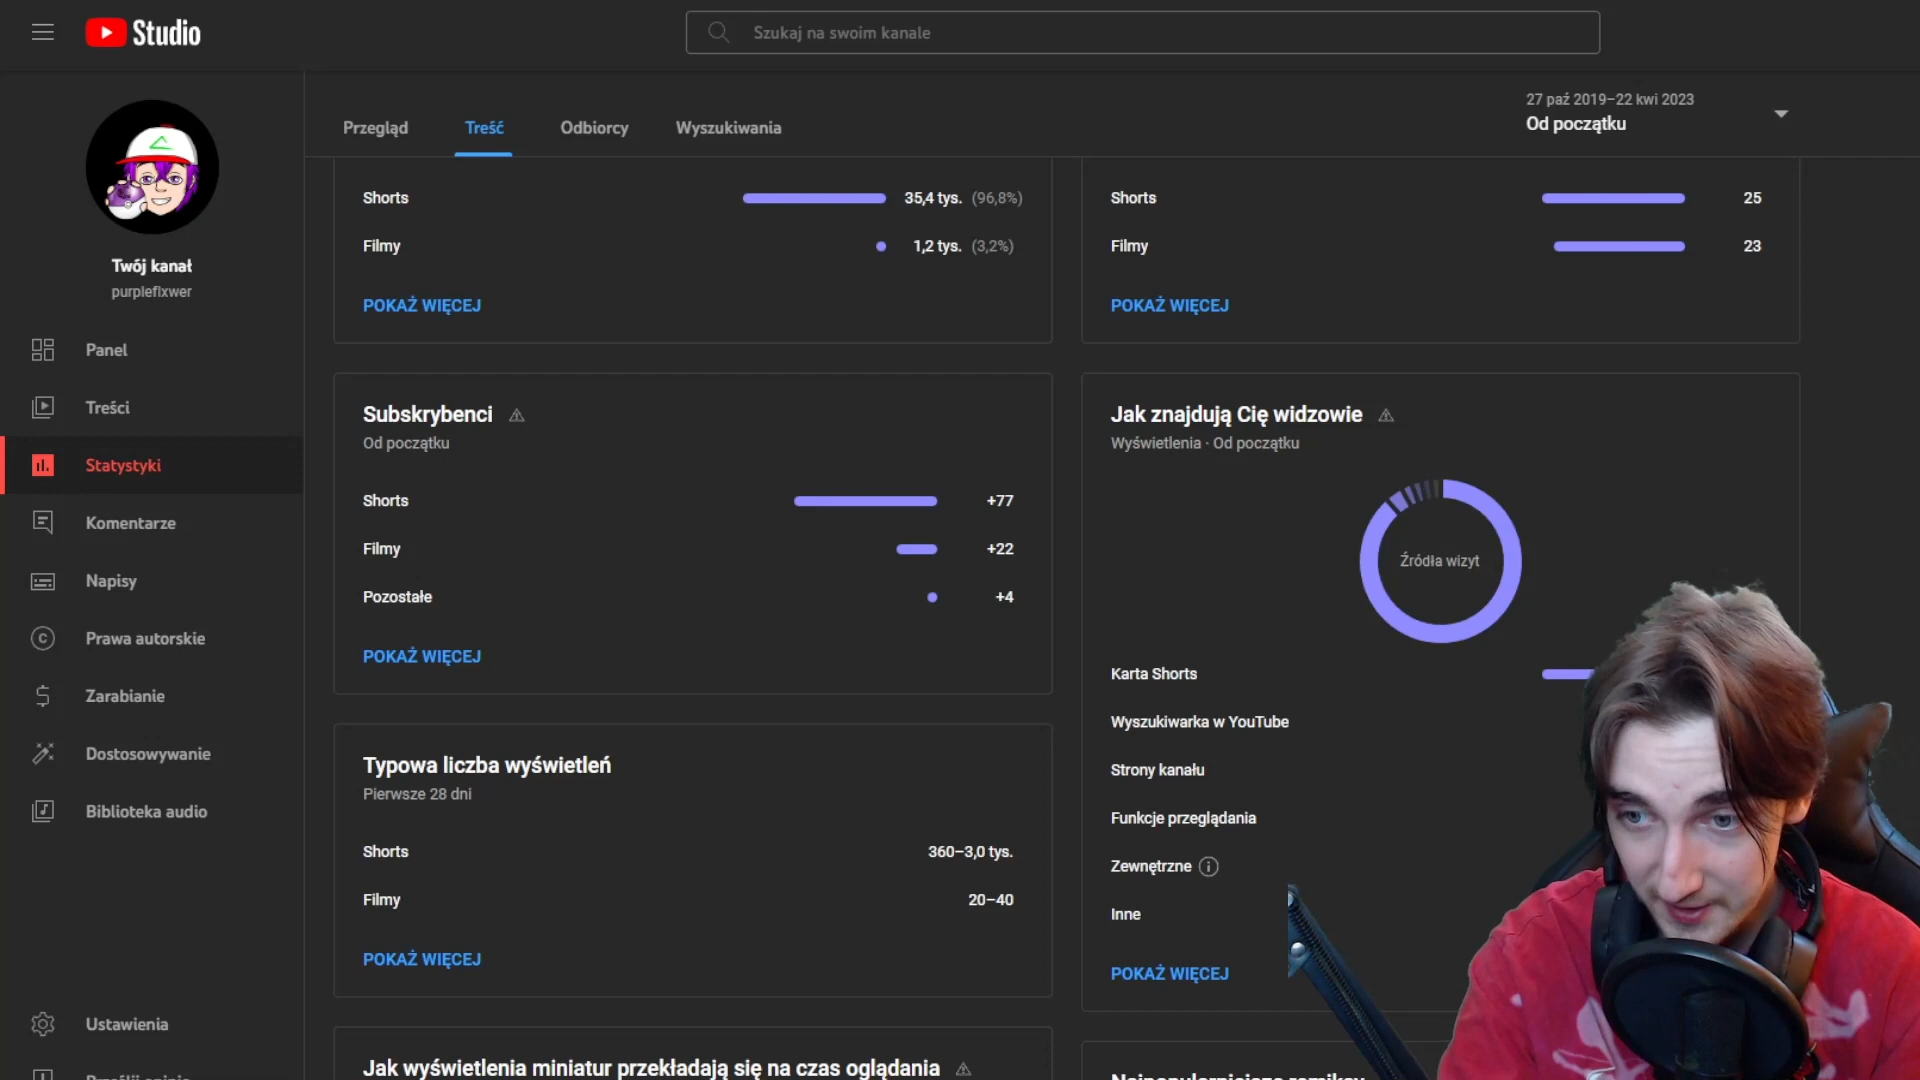 Studio
Szukaj na swoim kanale
27 paź 2019–22 kwi 2023
Od początku
Przegląd
Treść
Odbiorcy
Wyszukiwania
Twój kanał
purplefixwer
Panel
Treści
Statystyki
Komentarze
Napisy
Prawa autorskie
Zarabianie
Dostosowywanie
Biblioteka audio
Ustawienia
Shorts 35,4 tys. (96,8%)
Filmy 1,2 tys. (3,2%)
POKAŻ WIĘCEJ
Shorts 25
Filmy 23
POKAŻ WIĘCEJ
Subskrybenci
Od początku
Shorts +77
Filmy +22
Pozostałe +4
POKAŻ WIĘCEJ
Jak znajdują Cię widzowie
Wyświetlenia · Od początku
Źródła wizyt
Karta Shorts
Wyszukiwarka w YouTube
Strony kanału
Funkcje przeglądania
Zewnętrzne
Inne
POKAŻ WIĘCEJ
Typowa liczba wyświetleń
Pierwsze 28 dni
Shorts 360–3,0 tys.
Filmy 20–40
POKAŻ WIĘCEJ
Jak wyświetlenia miniatur przekładają się na czas oglądania